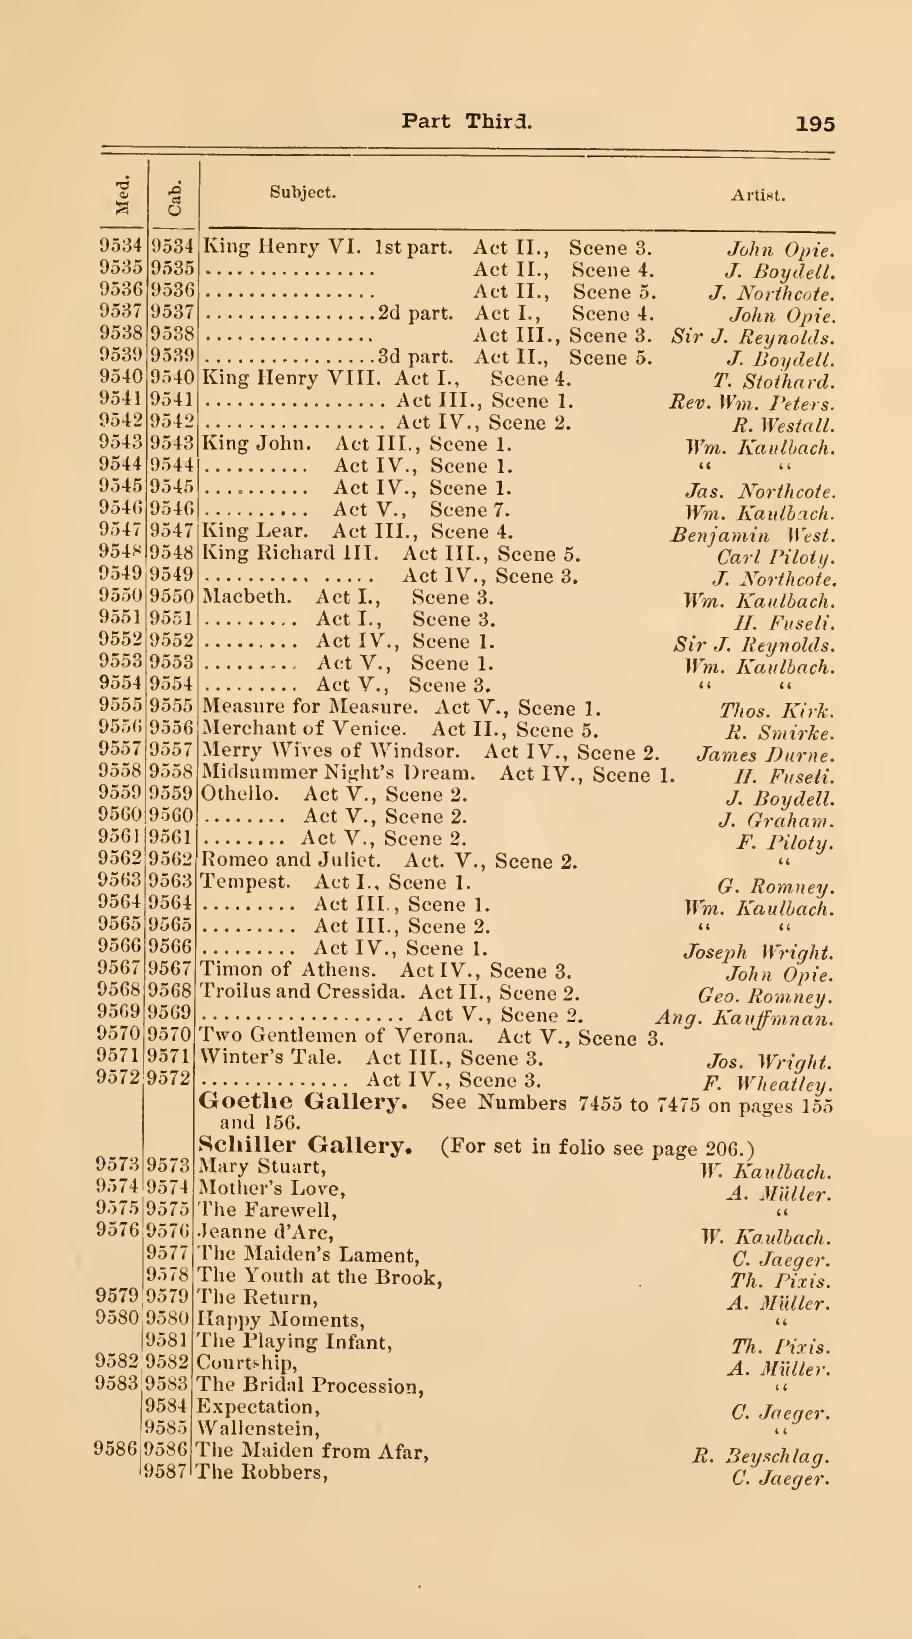 Part Third. 195
Med. Cab. Subject. Artist.
9534 9534 King Henry VI. 1st part. Act II., Scene 3. John Opie.
9535 9535 ................ Act II., Scene 4. J. Boydell.
9536 9536 ................ Act II., Scene 5. J. Northcote.
9537 9537 ................2d part. Act I., Scene 4. John Opie.
9538 9538 ................ Act III., Scene 3. Sir J. Reynolds.
9539 9539 ................3d part. Act II., Scene 5. J. Boydell.
9540 9540 King Henry VIII. Act I., Scene 4. T. Stothard.
9541 9541 ................. Act III., Scene 1. Rev. Wm. Peters.
9542 9542 ................. Act IV., Scene 2. R. Westall.
9543 9543 King John. Act III., Scene 1. Wm. Kaulbach.
9544 9544 .......... Act IV., Scene 1. “ “
9545 9545 .......... Act IV., Scene 1. Jas. Northcote.
9546 9546 .......... Act V., Scene 7. Wm. Kaulbach.
9547 9547 King Lear. Act III., Scene 4. Benjamin West.
9548 9548 King Richard III. Act III., Scene 5. Carl Piloty.
9549 9549 .......... ..... Act IV., Scene 3. J. Northcote.
9550 9550 Macbeth. Act I., Scene 3. Wm. Kaulbach.
9551 9551 ......... Act I., Scene 3. H. Fuseli.
9552 9552 ......... Act IV., Scene 1. Sir J. Reynolds.
9553 9553 ......... Act V., Scene 1. Wm. Kaulbach.
9554 9554 ......... Act V., Scene 3. “ “
9555 9555 Measure for Measure. Act V., Scene 1. Thos. Kirk.
9556 9556 Merchant of Venice. Act II., Scene 5. R. Smirke.
9557 9557 Merry Wives of Windsor. Act IV., Scene 2. James Durne.
9558 9558 Midsummer Night's Dream. Act IV., Scene 1. H. Fuseli.
9559 9559 Othello. Act V., Scene 2. J. Boydell.
9560 9560 ........ Act V., Scene 2. J. Graham.
9561 9561 ........ Act V., Scene 2. F. Piloty.
9562 9562 Romeo and Juliet. Act. V., Scene 2. “
9563 9563 Tempest. Act I., Scene 1. G. Romney.
9564 9564 ......... Act III., Scene 1. Wm. Kaulbach.
9565 9565 ......... Act III., Scene 2. “ “
9566 9566 ......... Act IV., Scene 1. Joseph Wright.
9567 9567 Timon of Athens. Act IV., Scene 3. John Opie.
9568 9568 Troilus and Cressida. Act II., Scene 2. Geo. Romney.
9569 9569 ................... Act V., Scene 2. Ang. Kauffmnan.
9570 9570 Two Gentlemen of Verona. Act V., Scene 3.
9571 9571 Winter's Tale. Act III., Scene 3. Jos. Wright.
9572 9572 .............. Act IV., Scene 3. F. Wheatley.
Goethe Gallery. See Numbers 7455 to 7475 on pages 155
and 156.
Schiller Gallery. (For set in folio see page 206.)
9573 9573 Mary Stuart, W. Kaulbach.
9574 9574 Mother's Love, A. Müller.
9575 9575 The Farewell, “
9576 9576 Jeanne d'Arc, W. Kaulbach.
9577 The Maiden's Lament, C. Jaeger.
9578 The Youth at the Brook, Th. Pixis.
9579 9579 The Return, A. Müller.
9580 9580 Happy Moments, “
9581 The Playing Infant, Th. Pixis.
9582 9582 Courtship, A. Müller.
9583 9583 The Bridal Procession, “
9584 Expectation, C. Jaeger.
9585 Wallenstein, “
9586 9586 The Maiden from Afar, R. Beyschlag.
9587 The Robbers, C. Jaeger.